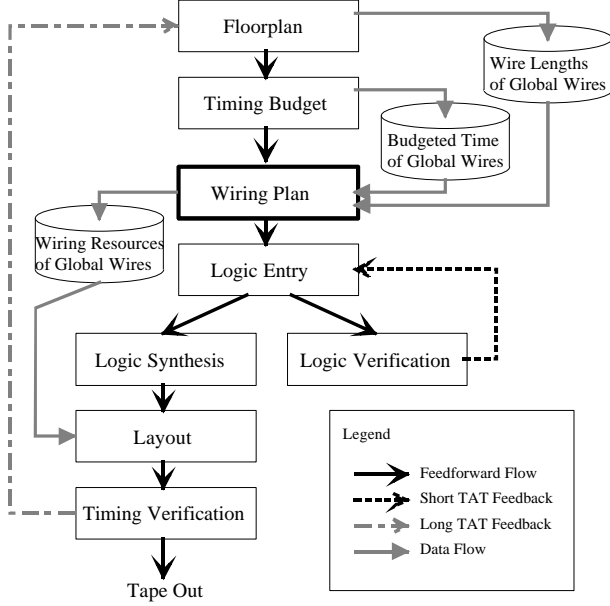 Floorplan
Wire Lengths
of Global Wires
Timing Budget
Budgeted Time
of Global Wires
Wiring Plan
Wiring Resources
of Global Wires
Logic Entry
Logic Synthesis
Logic Verification
Layout
Timing Verification
Tape Out
Legend
Feedforward Flow
Short TAT Feedback
Long TAT Feedback
Data Flow